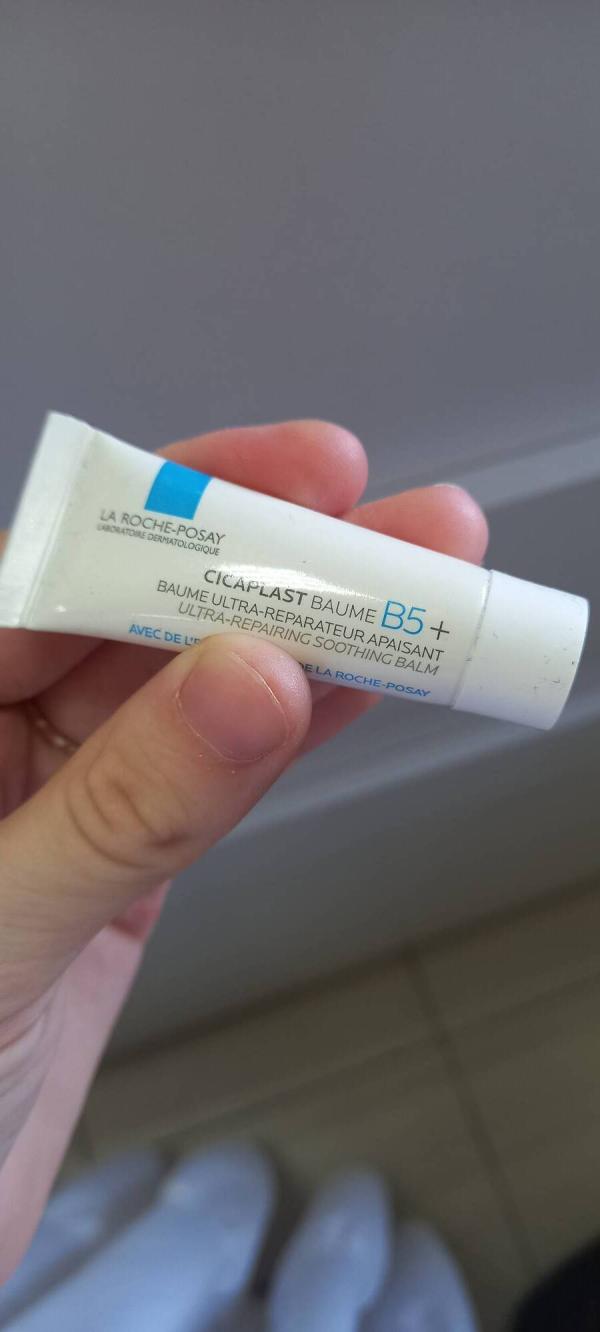 LA ROCHE-POSAY
LABORATOIRE DERMATOLOGIQUE
CICAPLAST BAUME B5+
BAUME ULTRA-REPARATEUR APAISANT
ULTRA-REPAIRING SOOTHING BALM
AVEC DE L'E DE LA ROCHE-POSAY